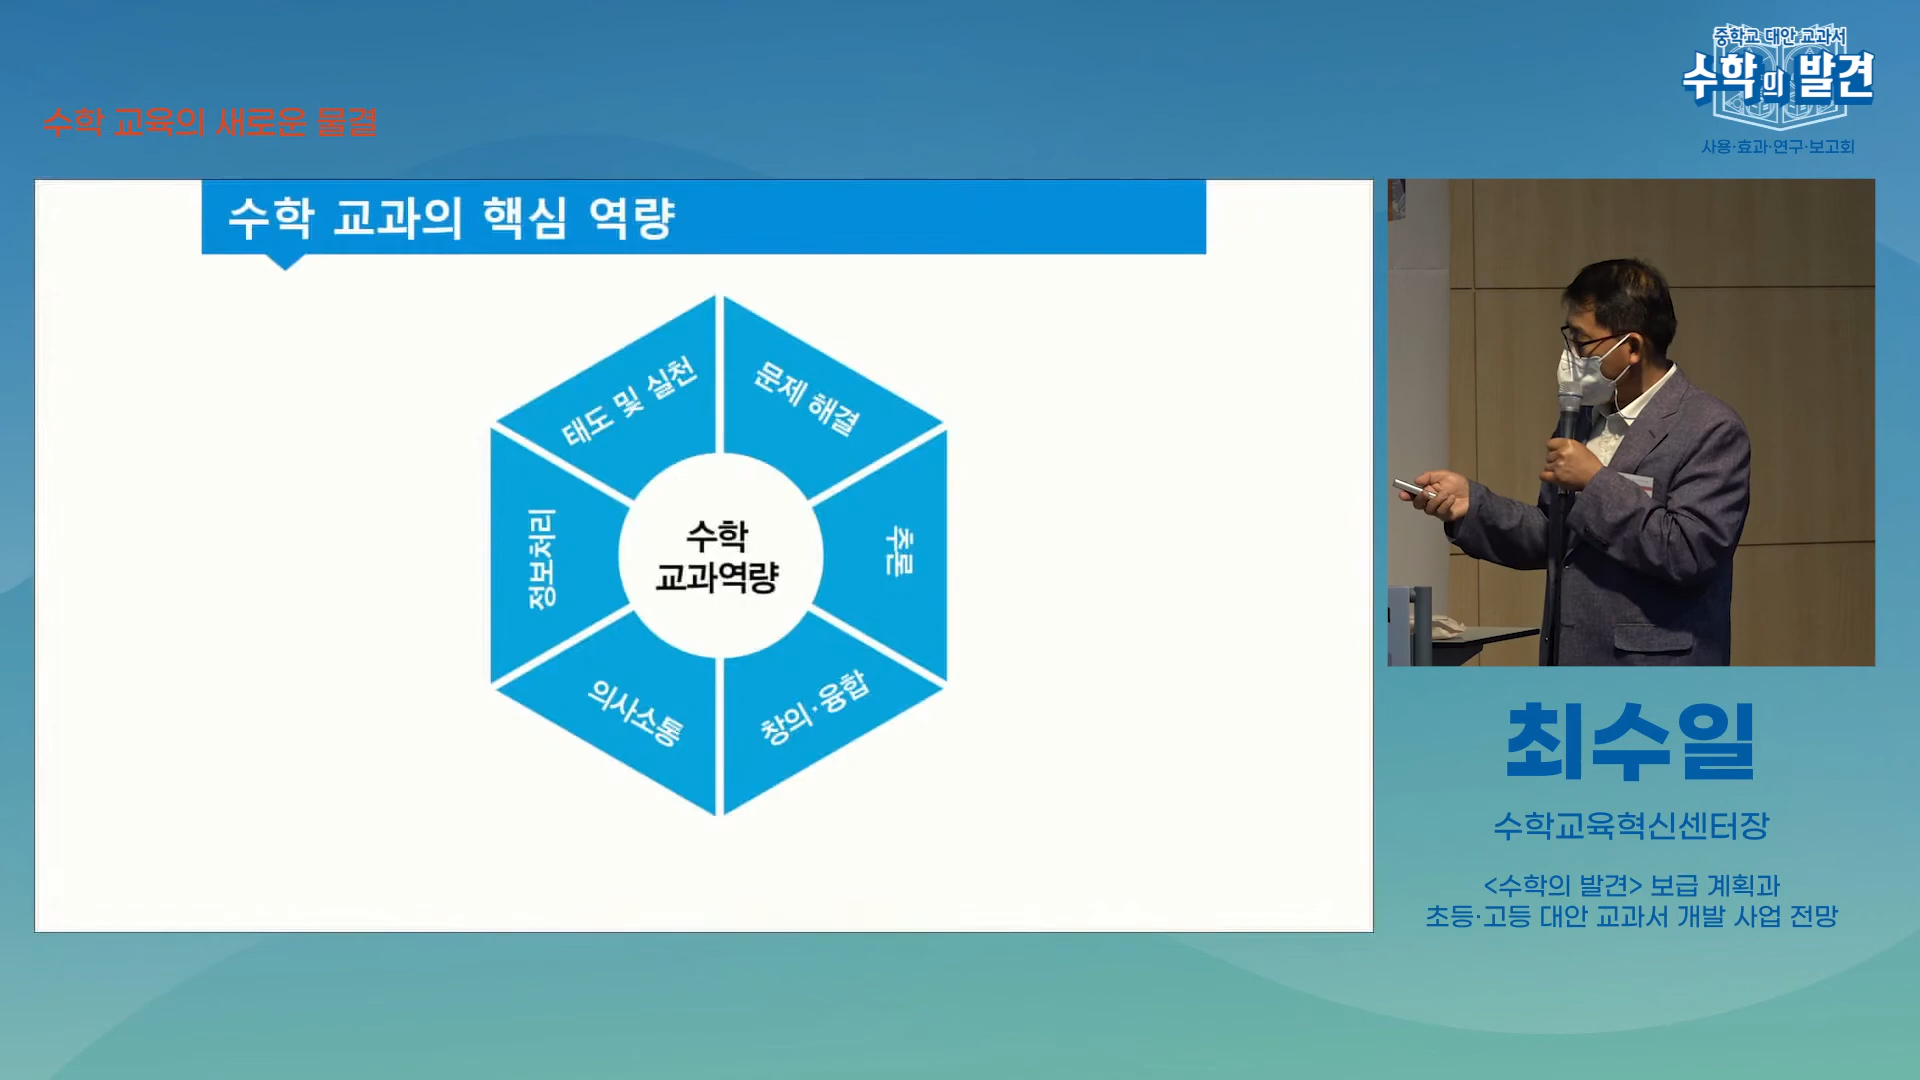 중학교 대안 교과서
수학의 발견
사용·효과·연구·보고회
수학 교육의 새로운 물결
수학 교과의 핵심 역량
태도 및 실천
문제 해결
정보처리
수학
교과역량
추론
의사소통
창의·융합
최수일
수학교육혁신센터장
<수학의 발견> 보급 계획과
초등·고등 대안 교과서 개발 사업 전망